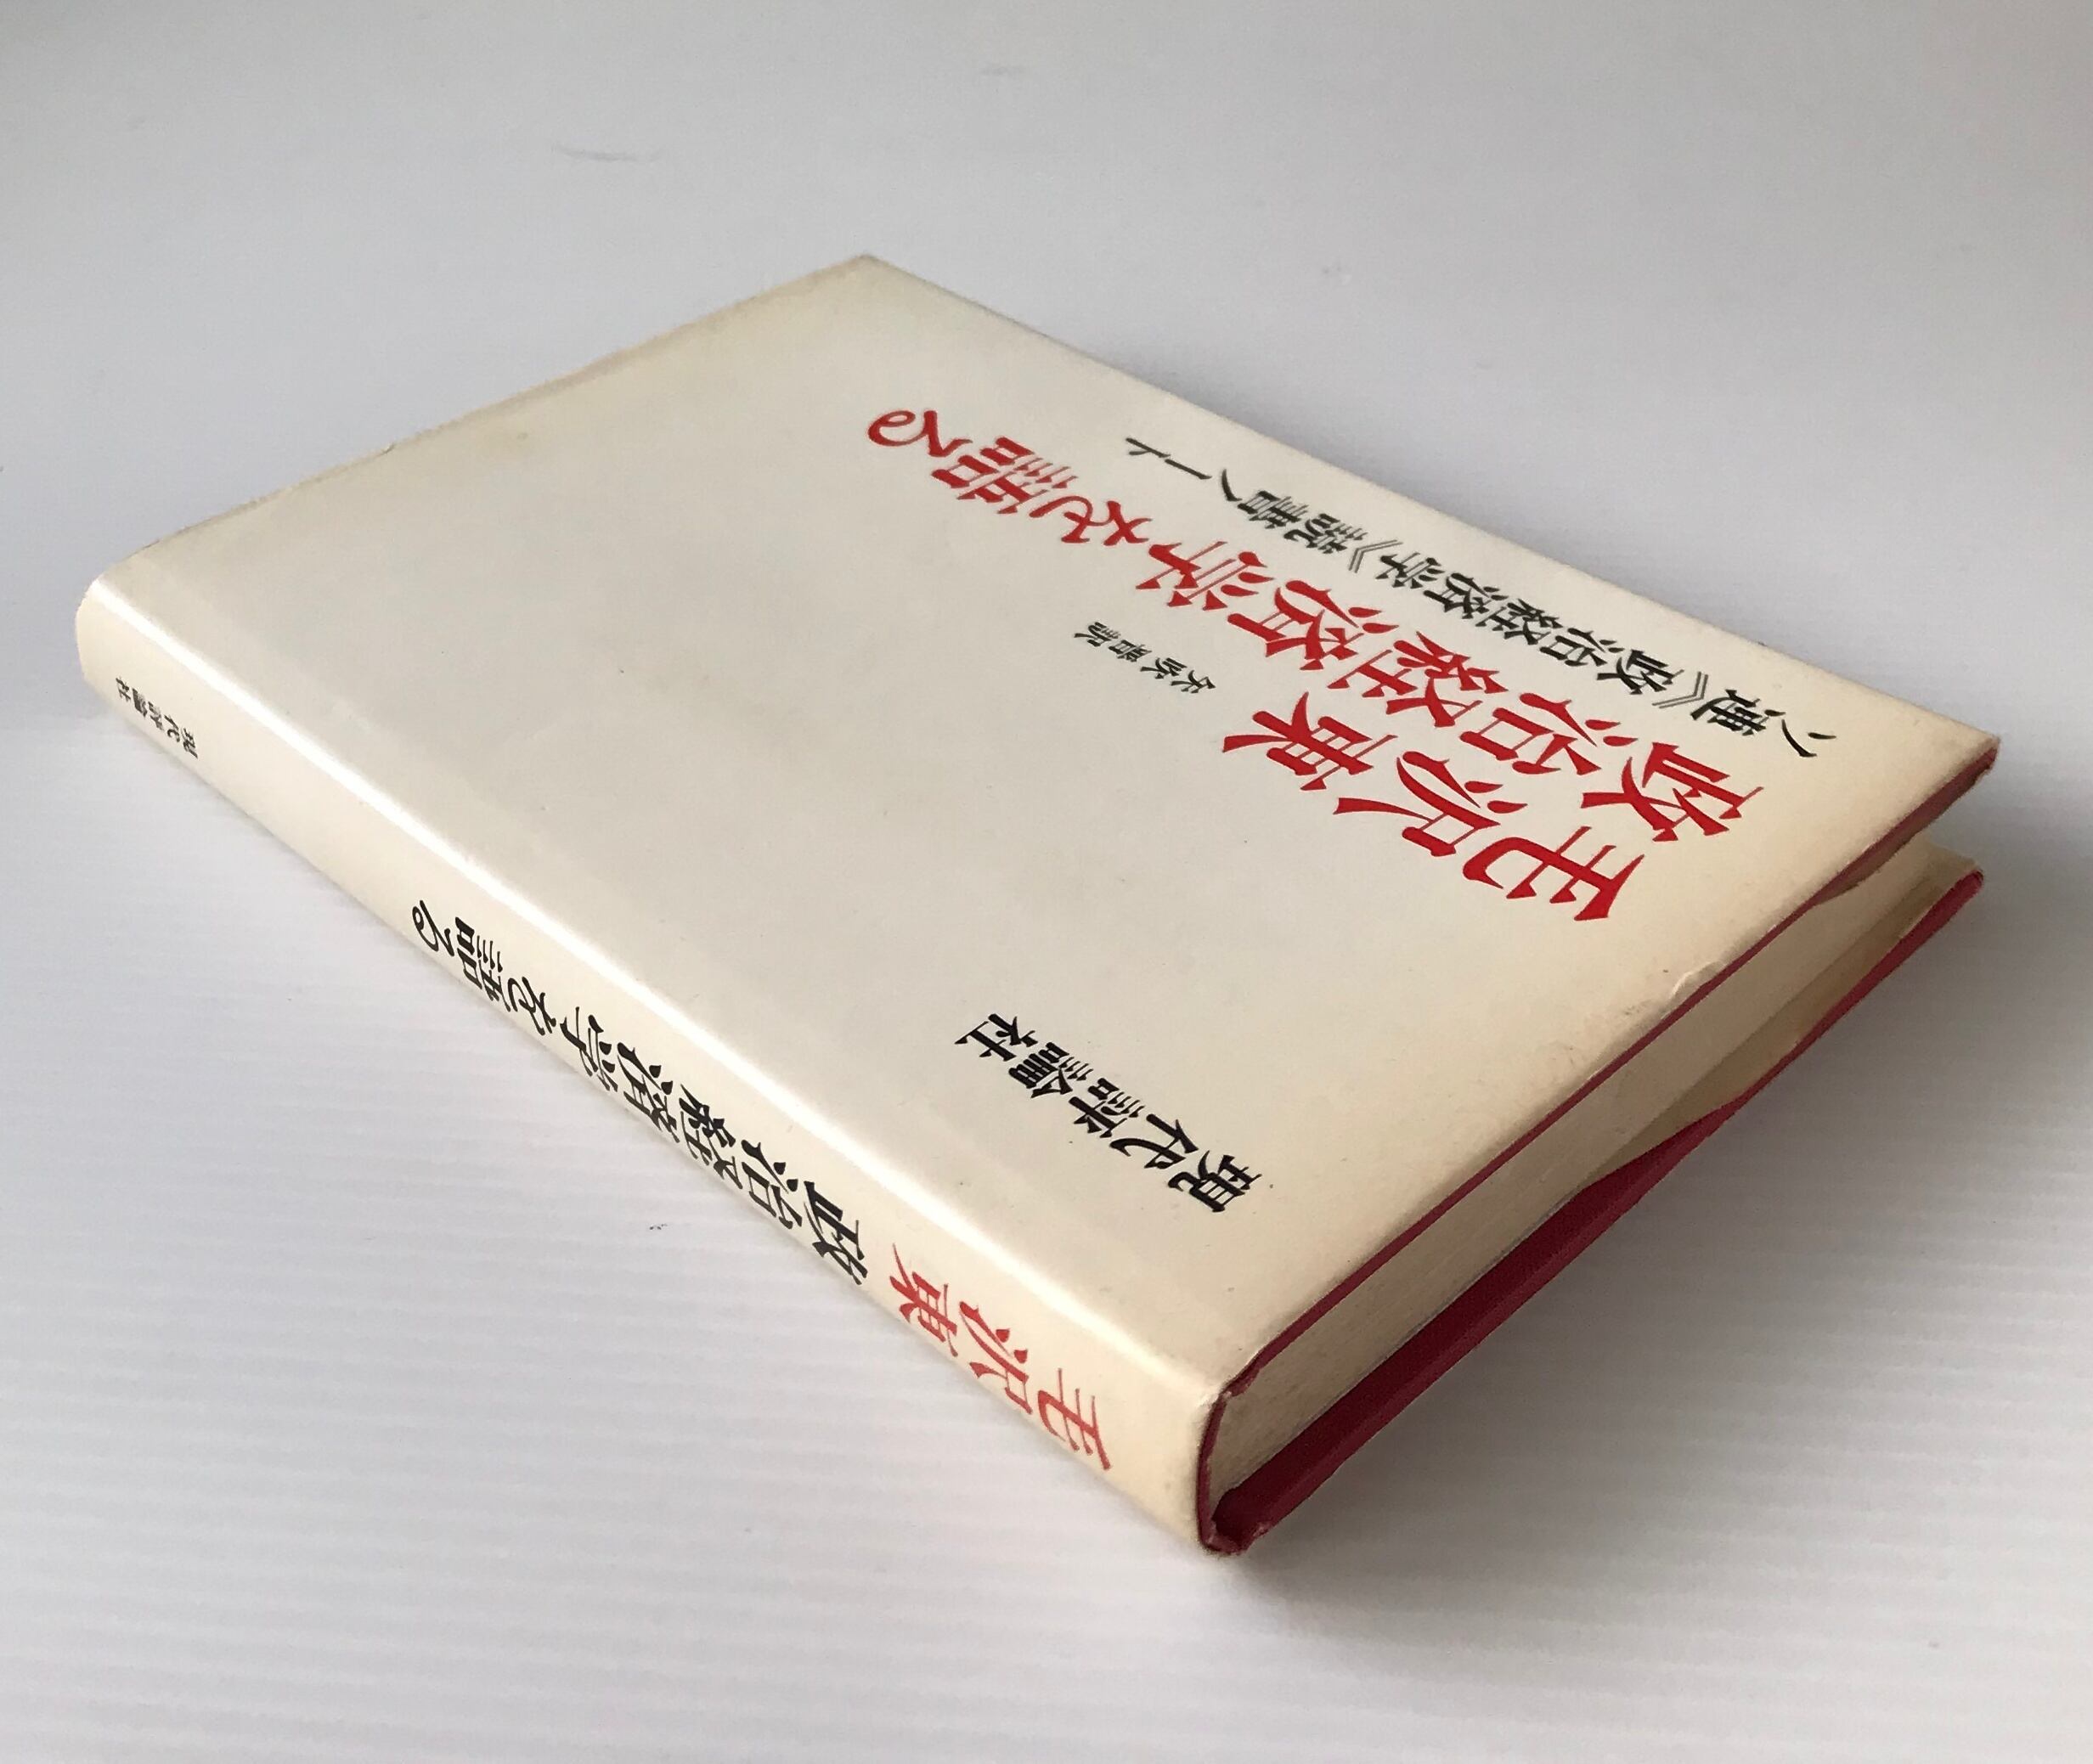 ソ連《政治経済学》読書ノート
毛沢東
政治経済学を語る
矢吹晋訳
現代評論社
毛沢東 政治経済学を語る
現代評論社